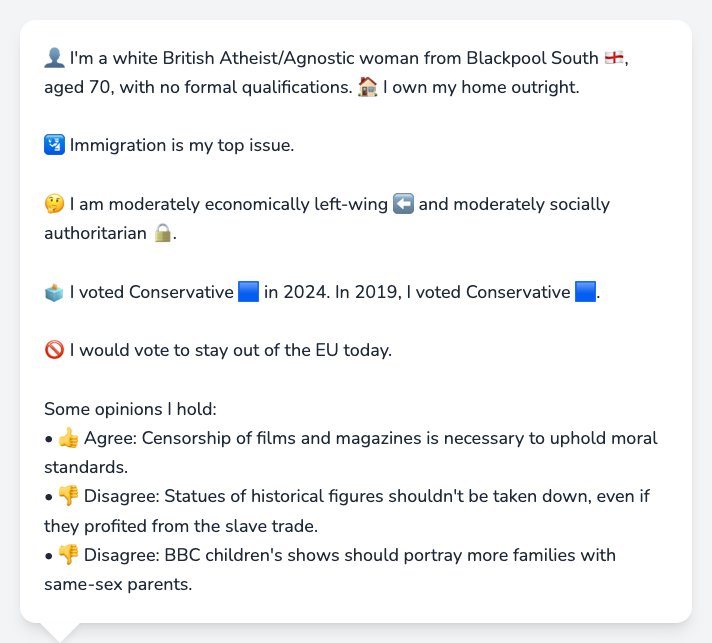 👤 I'm a white British Atheist/Agnostic woman from Blackpool South 🏴󠁧󠁢󠁥󠁮󠁧󠁿,
aged 70, with no formal qualifications. 🏠 I own my home outright.
🛂 Immigration is my top issue.
🤔 I am moderately economically left-wing ⬅️ and moderately socially
authoritarian 🔒.
🗳️ I voted Conservative 🟦 in 2024. In 2019, I voted Conservative 🟦.
🚫 I would vote to stay out of the EU today.
Some opinions I hold:
• 👍 Agree: Censorship of films and magazines is necessary to uphold moral
standards.
• 👎 Disagree: Statues of historical figures shouldn't be taken down, even if
they profited from the slave trade.
• 👎 Disagree: BBC children's shows should portray more families with
same-sex parents.